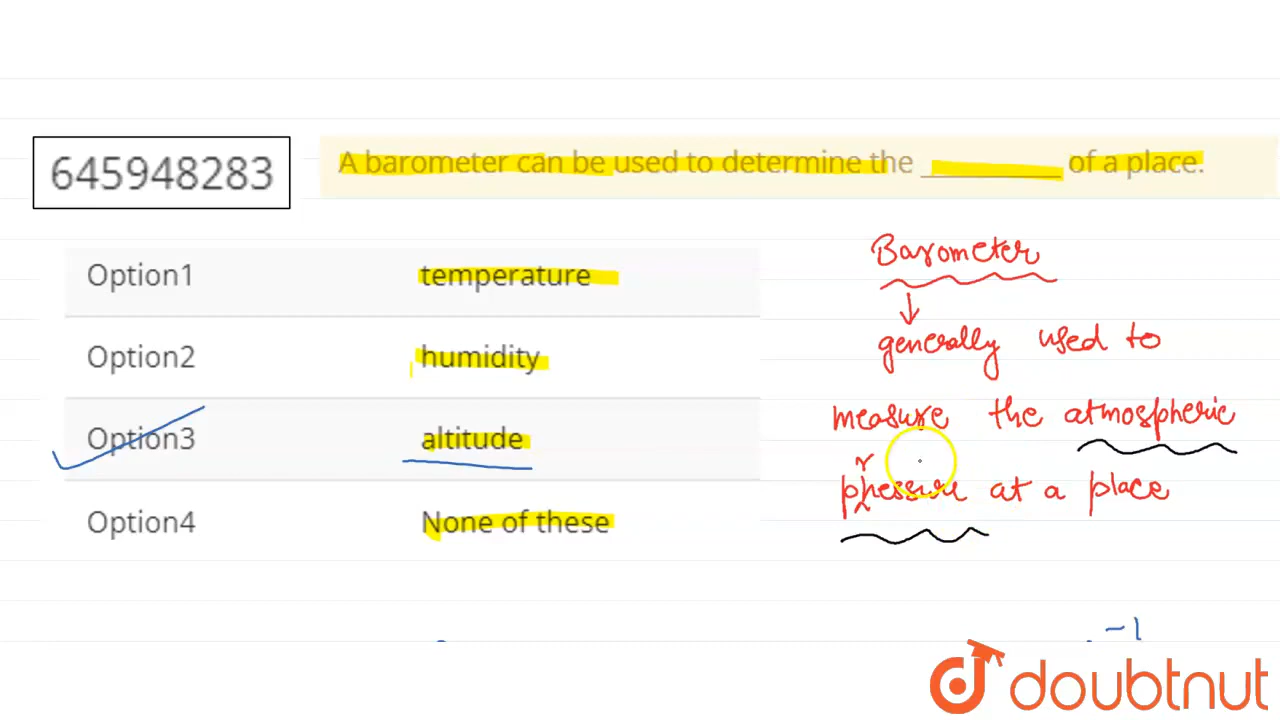 645948283
A barometer can be used to determine the __________ of a place.
Option1 temperature
Option2 humidity
Option3 altitude
Option4 None of these
Barometer
↓
generally used to
measure the atmospheric
r
pressure at a place
-1
doubtnut